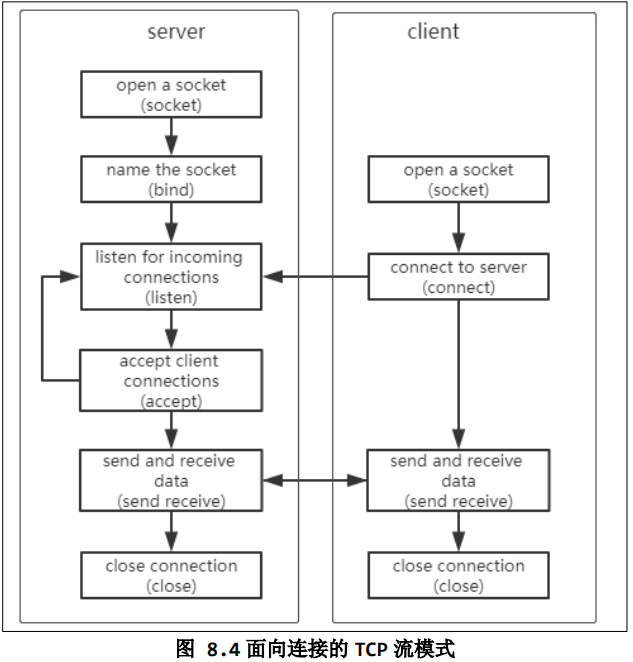 server
open a socket
(socket)
name the socket
(bind)
listen for incoming
connections
(listen)
accept client
connections
(accept)
send and receive
data
(send receive)
close connection
(close)
client
open a socket
(socket)
connect to server
(connect)
send and receive
data
(send receive)
close connection
(close)
图 8.4 面向连接的 TCP 流模式